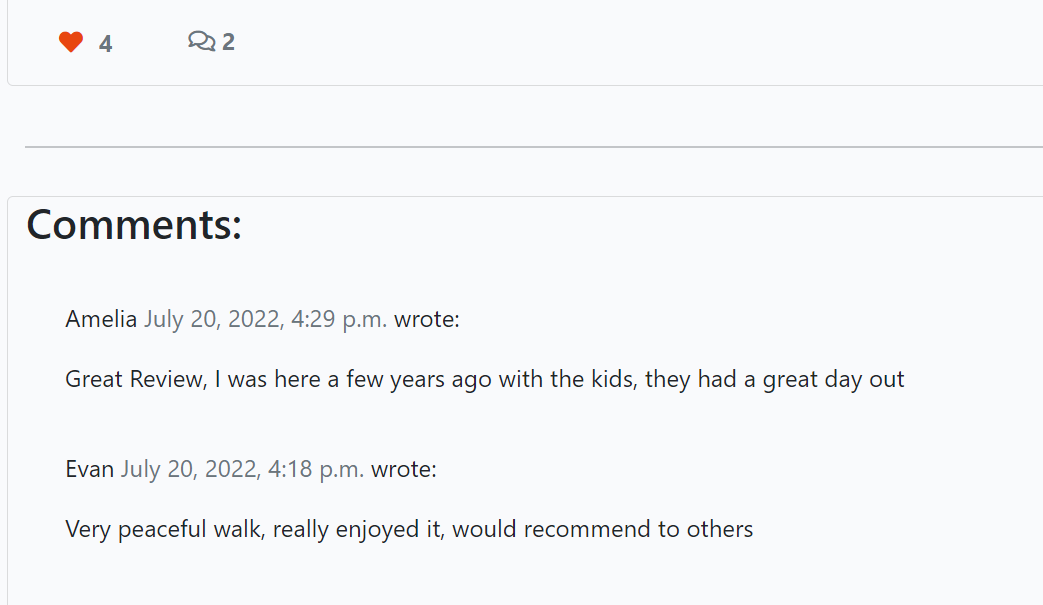 4 2
Comments:
Amelia July 20, 2022, 4:29 p.m. wrote:
Great Review, I was here a few years ago with the kids, they had a great day out
Evan July 20, 2022, 4:18 p.m. wrote:
Very peaceful walk, really enjoyed it, would recommend to others